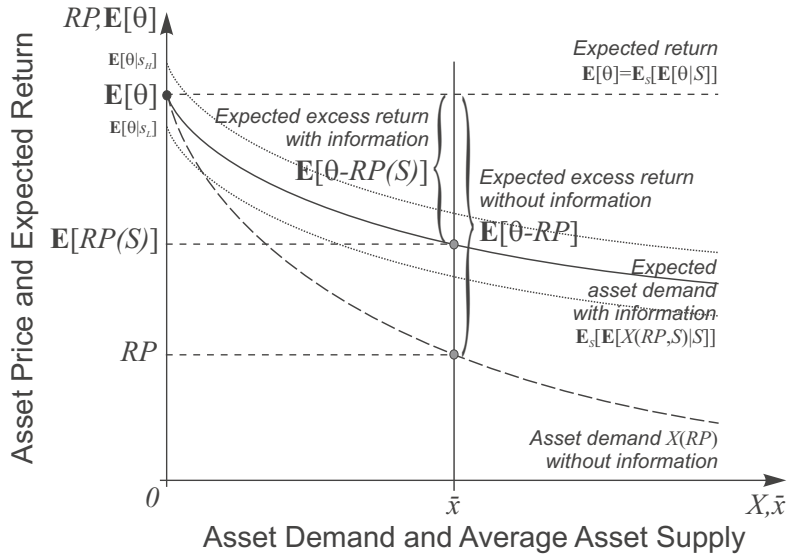 RP,E[θ]
Expected return
E[θ]=E_S[E[θ|S]]
E[θ|s_H]
E[θ]
E[θ|s_L]
Expected excess return
with information
E[θ-RP(S)]
Expected excess return
without information
E[θ-RP]
E[RP(S)]
Expected
asset demand
with information
E_S[E[X(RP,S)|S]]
RP
Asset demand X(RP)
without information
0
x̄
X,x̄
Asset Price and Expected Return
Asset Demand and Average Asset Supply